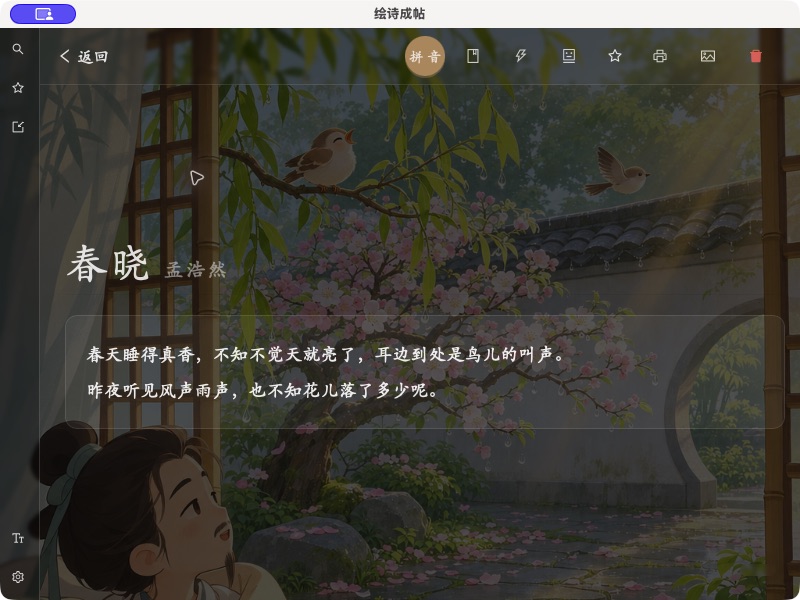 绘诗成帖
返回
拼音
春晓 孟浩然
春天睡得真香，不知不觉天就亮了，耳边到处是鸟儿的叫声。
昨夜听见风声雨声，也不知花儿落了多少呢。
Tr